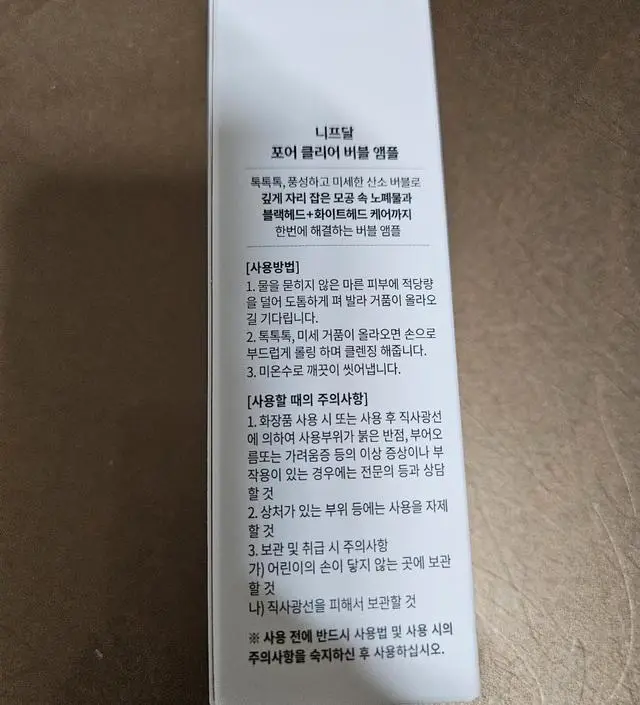 니프달
포어 클리어 버블 앰플
톡톡톡, 풍성하고 미세한 산소 버블로
깊게 자리 잡은 모공 속 노폐물과
블랙헤드+화이트헤드 케어까지
한번에 해결하는 버블 앰플
[사용방법]
1. 물을 묻히지 않은 마른 피부에 적당량
을 덜어 도톰하게 펴 발라 거품이 올라오
길 기다립니다.
2. 톡톡톡, 미세 거품이 올라오면 손으로
부드럽게 롤링 하며 클렌징 해줍니다.
3. 미온수로 깨끗이 씻어냅니다.
[사용할 때의 주의사항]
1. 화장품 사용 시 또는 사용 후 직사광선
에 의하여 사용부위가 붉은 반점, 부어오
름또는 가려움증 등의 이상 증상이나 부
작용이 있는 경우에는 전문의 등과 상담
할 것
2. 상처가 있는 부위 등에는 사용을 자제
할 것
3. 보관 및 취급 시 주의사항
가) 어린이의 손이 닿지 않는 곳에 보관
할 것
나) 직사광선을 피해서 보관할 것
※ 사용 전에 반드시 사용법 및 사용 시의
주의사항을 숙지하신 후 사용하십시오.